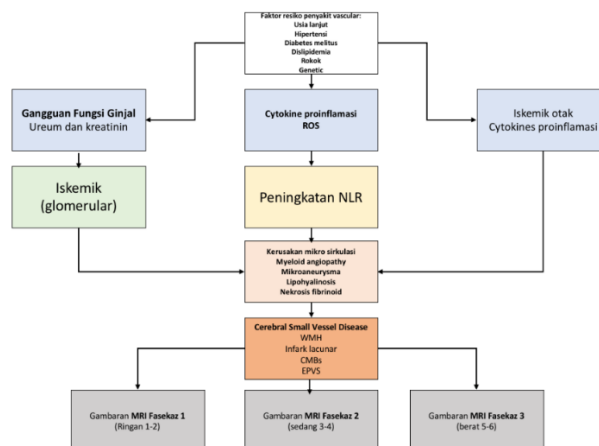 Faktor resiko penyakit vascular:
Usia lanjut
Hipertensi
Diabetes melitus
Dislipidemia
Rokok
Genetic
Gangguan Fungsi Ginjal
Ureum dan kreatinin
Cytokine proinflamasi
ROS
Iskemik otak
Cytokines proinflamasi
Iskemik
(glomerular)
Peningkatan NLR
Kerusakan mikro sirkulasi
Myeloid angiopathy
Mikroaneurysma
Lipohyalinosis
Nekrosis fibrinoid
Cerebral Small Vessel Disease
WMH
Infark lacunar
CMBs
EPVS
Gambaran MRI Fasekaz 1
(Ringan 1-2)
Gambaran MRI Fasekaz 2
(sedang 3-4)
Gambaran MRI Fasekaz 3
(berat 5-6)